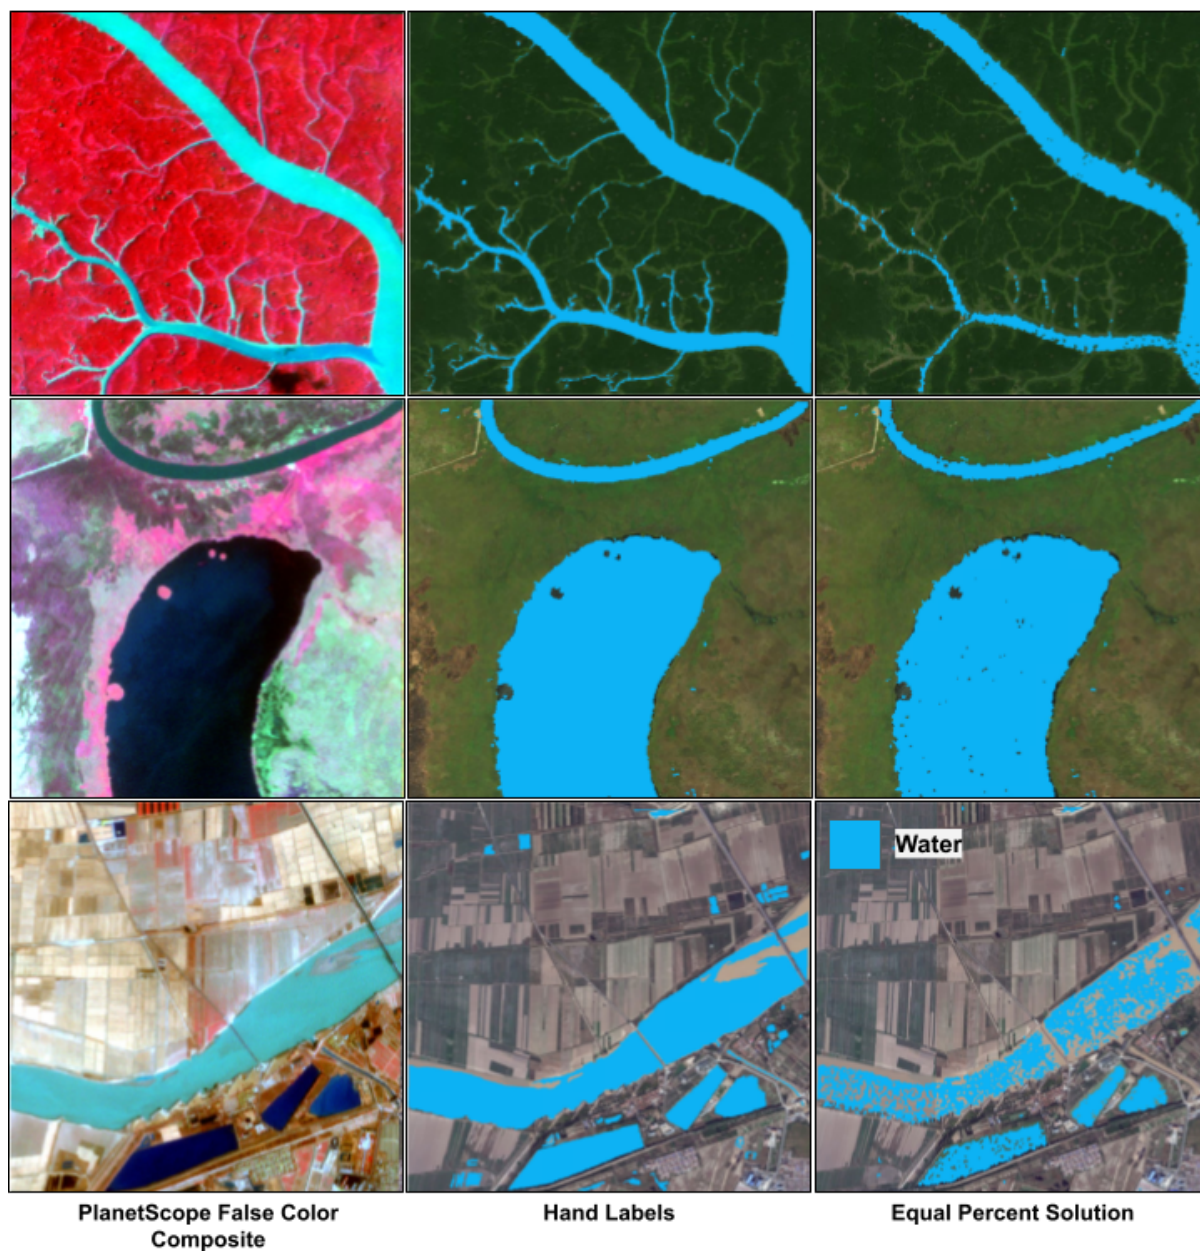 Water
PlanetScope False Color
Composite
Hand Labels
Equal Percent Solution